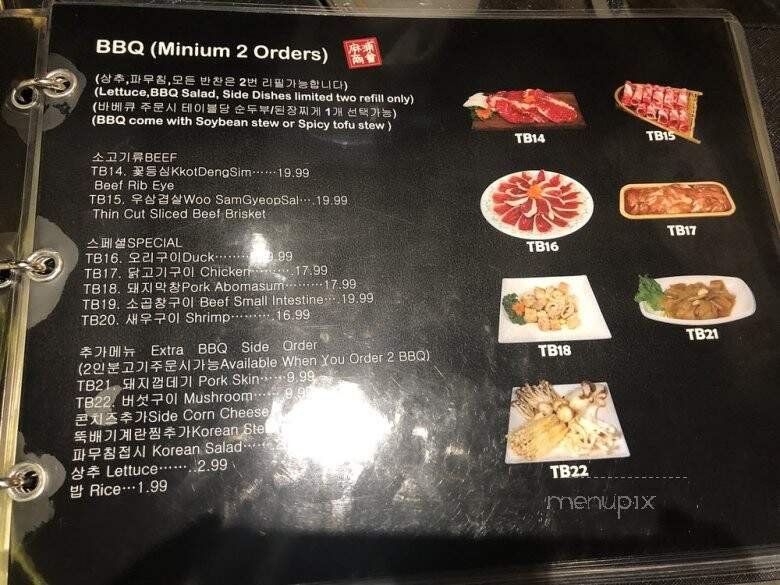 BBQ (Minium 2 Orders)
(상추,파무침,모든 반찬은 2번 리필가능합니다)
(Lettuce,BBQ Salad, Side Dishes limited two refill only)
(바베큐 주문시 테이블당 순두부/된장찌게 1개 선택가능)
(BBQ come with Soybean stew or Spicy tofu stew )
소고기류BEEF
TB14. 꽃등심KkotDengSim……19.99
Beef Rib Eye
TB15. 우삼겹살Woo SamGyeopSal….19.99
Thin Cut Sliced Beef Brisket
스페셜SPECIAL
TB16. 오리구이Duck………
TB17. 닭고기구이 Chicken………17.99
TB18. 돼지막창Pork Abomasum………17.99
TB19. 소곱창구이 Beef Small Intestine…19.99
TB20. 새우구이 Shrimp………16.99
추가메뉴 Extra BBQ Side Order
(2인분고기주문시가능Available When You Order 2 BBQ)
TB21. 돼지껍데기 Pork Skin……9.99
TB22. 버섯구이 Mushroom……9.99
콘치즈추가Side Corn Cheese
뚝배기계란찜추가Korean
파무침접시 Korean Salad……
상추 Lettuce……..2.99
밥 Rice…1.99
TB14
TB15
TB16
TB17
TB18
TB21
TB22
menupix